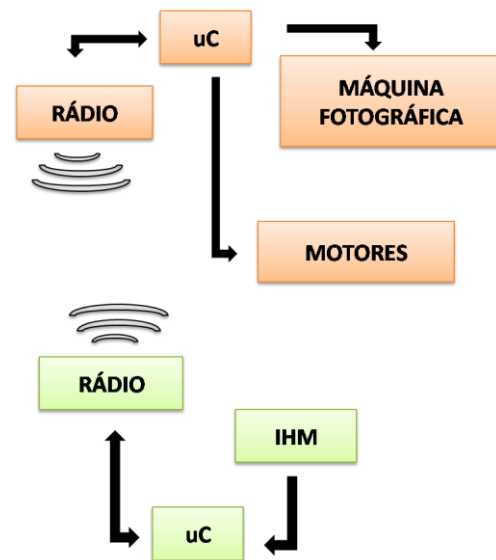 uC
RÁDIO
MÁQUINA
FOTOGRÁFICA
MOTORES
RÁDIO
IHM
uC